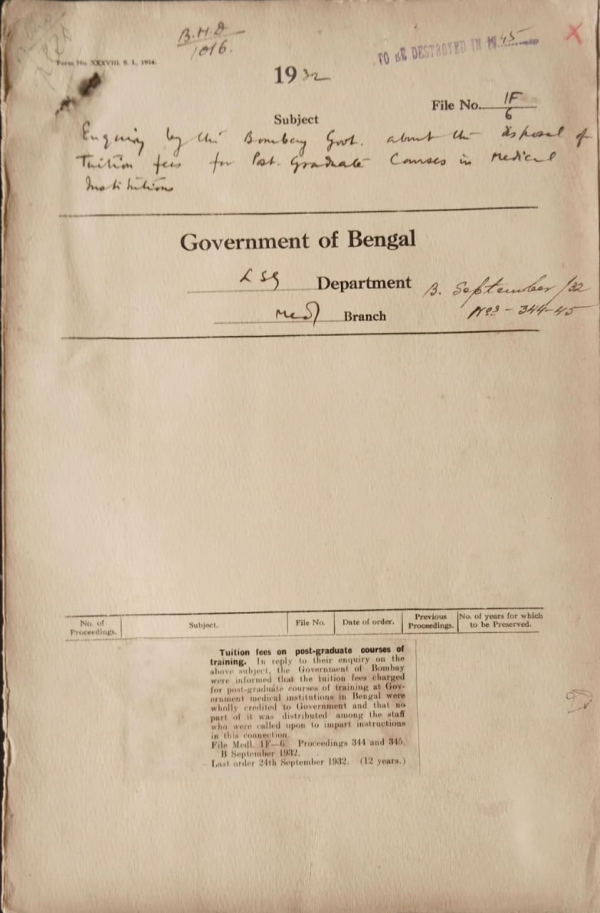 B.M.D
1016.
Form No. XXXVIII. S. L. 1916.
TO BE DESTROYED IN 1945
1932
File No. 1F
6
Subject
Enquiry by the Bombay Govt. about the disposal of
Tuition fees for Post. Graduate Courses in Medical
Institutions
Government of Bengal
LSG Department
B. September/32
Nos - 344-45
Medl Branch
No. of Proceedings. Subject. File No. Date of order. Previous Proceedings. No. of years for which to be Preserved.
Tuition fees on post-graduate courses of
training. In reply to their enquiry on the
above subject, the Government of Bombay
were informed that the tuition fees charged
for post-graduate courses of training at Gov-
ernment medical institutions in Bengal were
wholly credited to Government and that no
part of it was distributed among the staff
who were called upon to impart instructions
in this connection.
File Medl. 1F—6. Proceedings 344 and 345.
B September 1932.
Last order 24th September 1932. (12 years.)